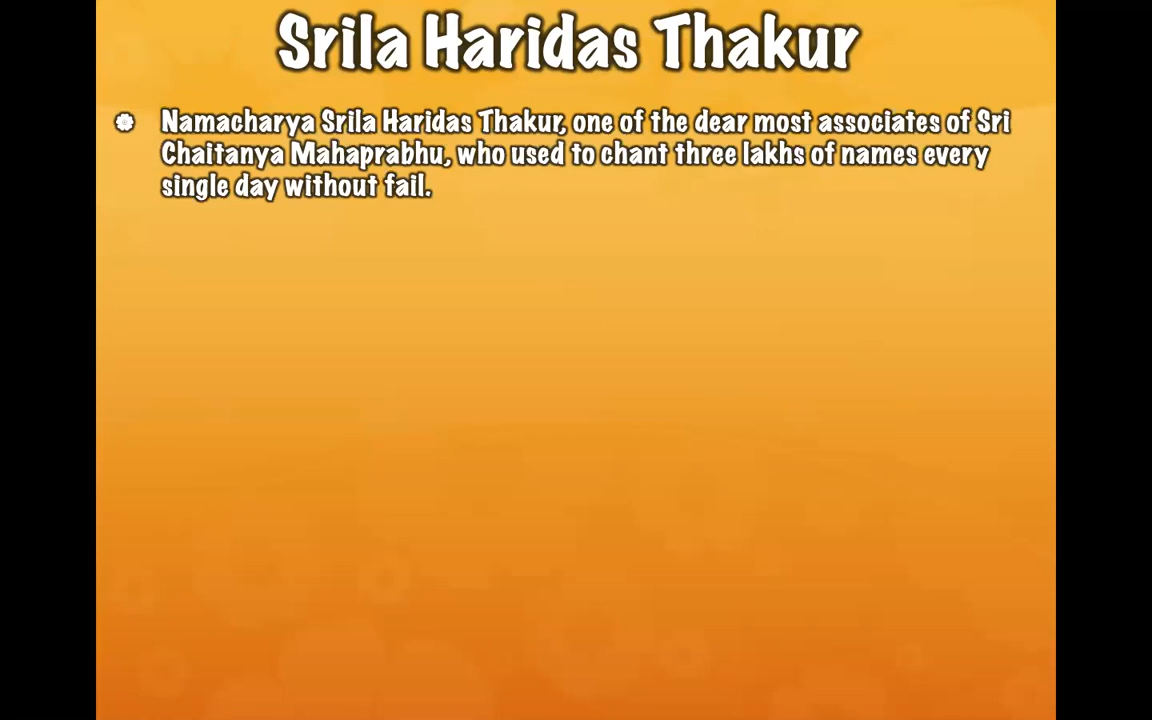 Srila Haridas Thakur
Namacharya Srila Haridas Thakur, one of the dear most associates of Sri
Chaitanya Mahaprabhu, who used to chant three lakhs of names every
single day without fail.